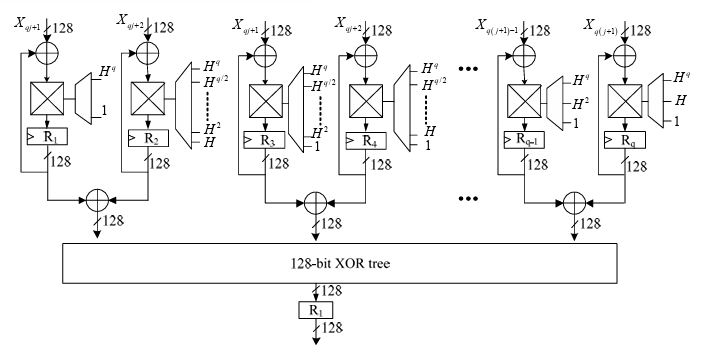 X_{qj+1} 128 X_{qj+2} 128 X_{qj+1} 128 X_{qj+2} 128 X_{q(j+1)-1} 128 X_{q(j+1)} 128
H^q 1
H^q H^{q/2} H^2 H
H^q H^{q/2} H^2 1
H^q H^{q/2} H 1
H^q H^2 1
H^q H 1
R_1 R_2 R_3 R_4 R_{q-1} R_q
128 128 128 128 128 128
128 128 128
128-bit XOR tree
128
R_1
128